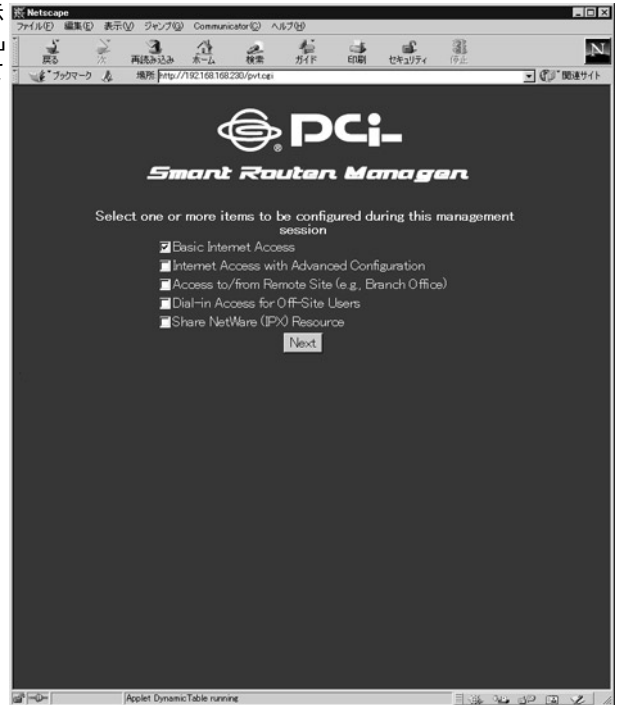 Netscape
ファイル(F) 編集(E) 表示(V) ジャンプ(G) Communicator(C) ヘルプ(H)
戻る 次 再読み込み ホーム 検索 ガイド 印刷 セキュリティ 停止
N
ブックマーク 場所 http://192.168.168.230/pvt.cgi 関連サイト
PCi
Smart Router Manager
Select one or more items to be configured during this management
session
Basic Internet Access
Internet Access with Advanced Configuration
Access to/from Remote Site (e.g., Branch Office)
Dial-in Access for Off-Site Users
Share NetWare (IPX) Resource
Next
Applet DynamicTable running